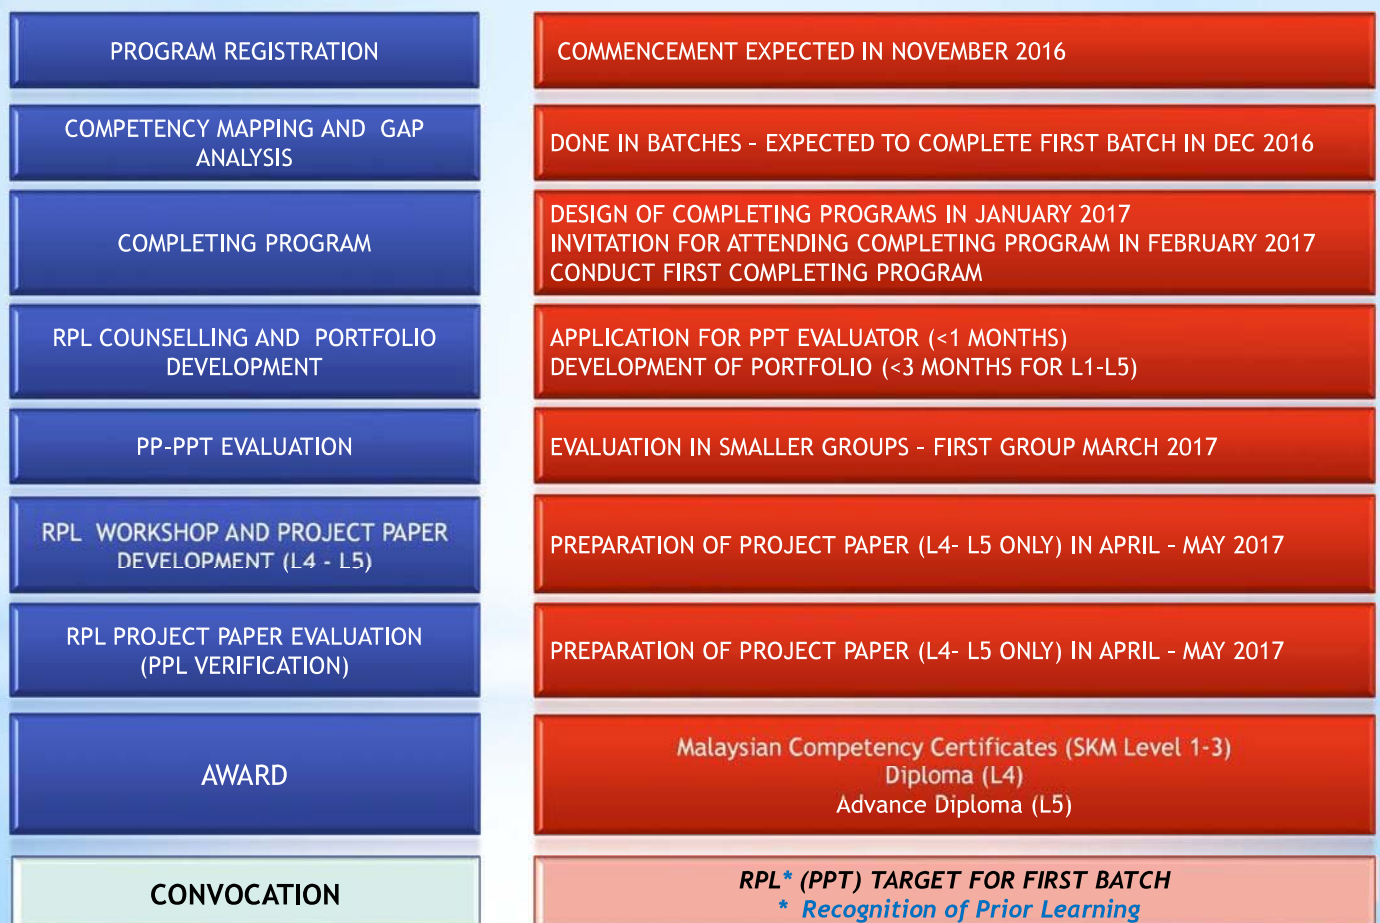 PROGRAM REGISTRATION
COMMENCEMENT EXPECTED IN NOVEMBER 2016
COMPETENCY MAPPING AND GAP
ANALYSIS
DONE IN BATCHES – EXPECTED TO COMPLETE FIRST BATCH IN DEC 2016
COMPLETING PROGRAM
DESIGN OF COMPLETING PROGRAMS IN JANUARY 2017
INVITATION FOR ATTENDING COMPLETING PROGRAM IN FEBRUARY 2017
CONDUCT FIRST COMPLETING PROGRAM
RPL COUNSELLING AND PORTFOLIO
DEVELOPMENT
APPLICATION FOR PPT EVALUATOR (<1 MONTHS)
DEVELOPMENT OF PORTFOLIO (<3 MONTHS FOR L1-L5)
PP-PPT EVALUATION
EVALUATION IN SMALLER GROUPS – FIRST GROUP MARCH 2017
RPL WORKSHOP AND PROJECT PAPER
DEVELOPMENT (L4 - L5)
PREPARATION OF PROJECT PAPER (L4- L5 ONLY) IN APRIL – MAY 2017
RPL PROJECT PAPER EVALUATION
(PPL VERIFICATION)
PREPARATION OF PROJECT PAPER (L4- L5 ONLY) IN APRIL – MAY 2017
AWARD
Malaysian Competency Certificates (SKM Level 1-3)
Diploma (L4)
Advance Diploma (L5)
CONVOCATION
RPL* (PPT) TARGET FOR FIRST BATCH
* Recognition of Prior Learning